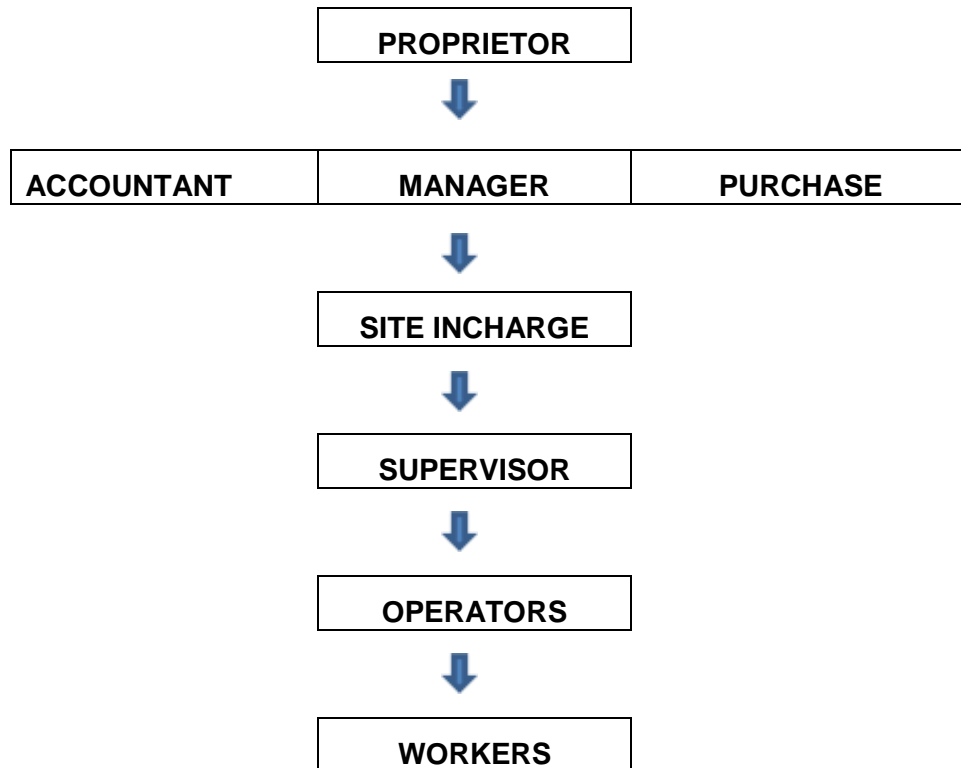 PROPRIETOR
ACCOUNTANT MANAGER PURCHASE
SITE INCHARGE
SUPERVISOR
OPERATORS
WORKERS